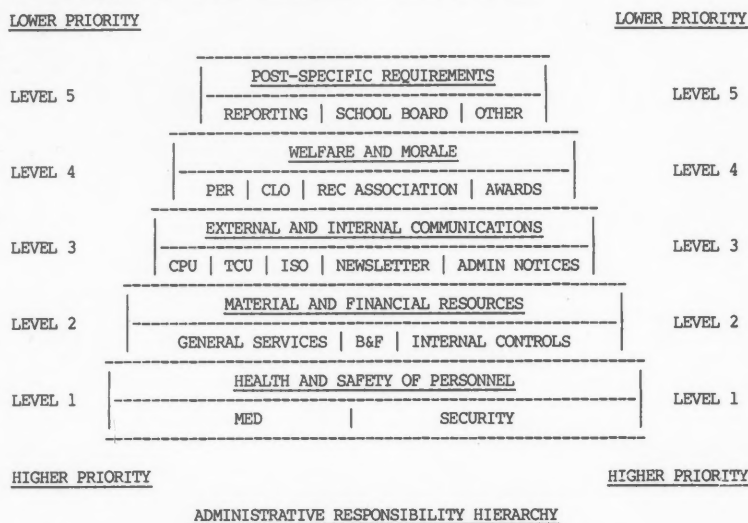 LOWER PRIORITY LOWER PRIORITY
POST-SPECIFIC REQUIREMENTS
LEVEL 5 REPORTING | SCHOOL BOARD | OTHER LEVEL 5
WELFARE AND MORALE
LEVEL 4 PER | CLO | REC ASSOCIATION | AWARDS LEVEL 4
EXTERNAL AND INTERNAL COMMUNICATIONS
LEVEL 3 CPU | TCU | ISO | NEWSLETTER | ADMIN NOTICES LEVEL 3
MATERIAL AND FINANCIAL RESOURCES
LEVEL 2 GENERAL SERVICES | B&F | INTERNAL CONTROLS LEVEL 2
HEALTH AND SAFETY OF PERSONNEL
LEVEL 1 MED | SECURITY LEVEL 1
HIGHER PRIORITY HIGHER PRIORITY
ADMINISTRATIVE RESPONSIBILITY HIERARCHY